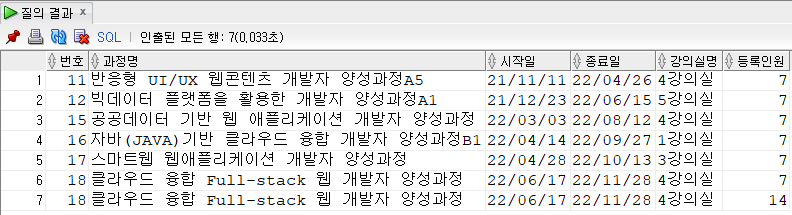 질의 결과 x
SQL | 인출된 모든 행: 7(0,033초)
번호 과정명 시작일 종료일 강의실명 등록인원
1 11 반응형 UI/UX 웹콘텐츠 개발자 양성과정A5 21/11/11 22/04/26 4강의실 7
2 12 빅데이터 플랫폼을 활용한 개발자 양성과정A1 21/12/23 22/06/15 5강의실 7
3 15 공공데이터 기반 웹 애플리케이션 개발자 양성과정 22/03/03 22/08/12 4강의실 7
4 16 자바(JAVA)기반 클라우드 융합 개발자 양성과정B1 22/04/14 22/09/27 1강의실 7
5 17 스마트웹 웹애플리케이션 개발자 양성과정 22/04/28 22/10/13 3강의실 7
6 18 클라우드 융합 Full-stack 웹 개발자 양성과정 22/06/17 22/11/28 4강의실 7
7 18 클라우드 융합 Full-stack 웹 개발자 양성과정 22/06/17 22/11/28 4강의실 14